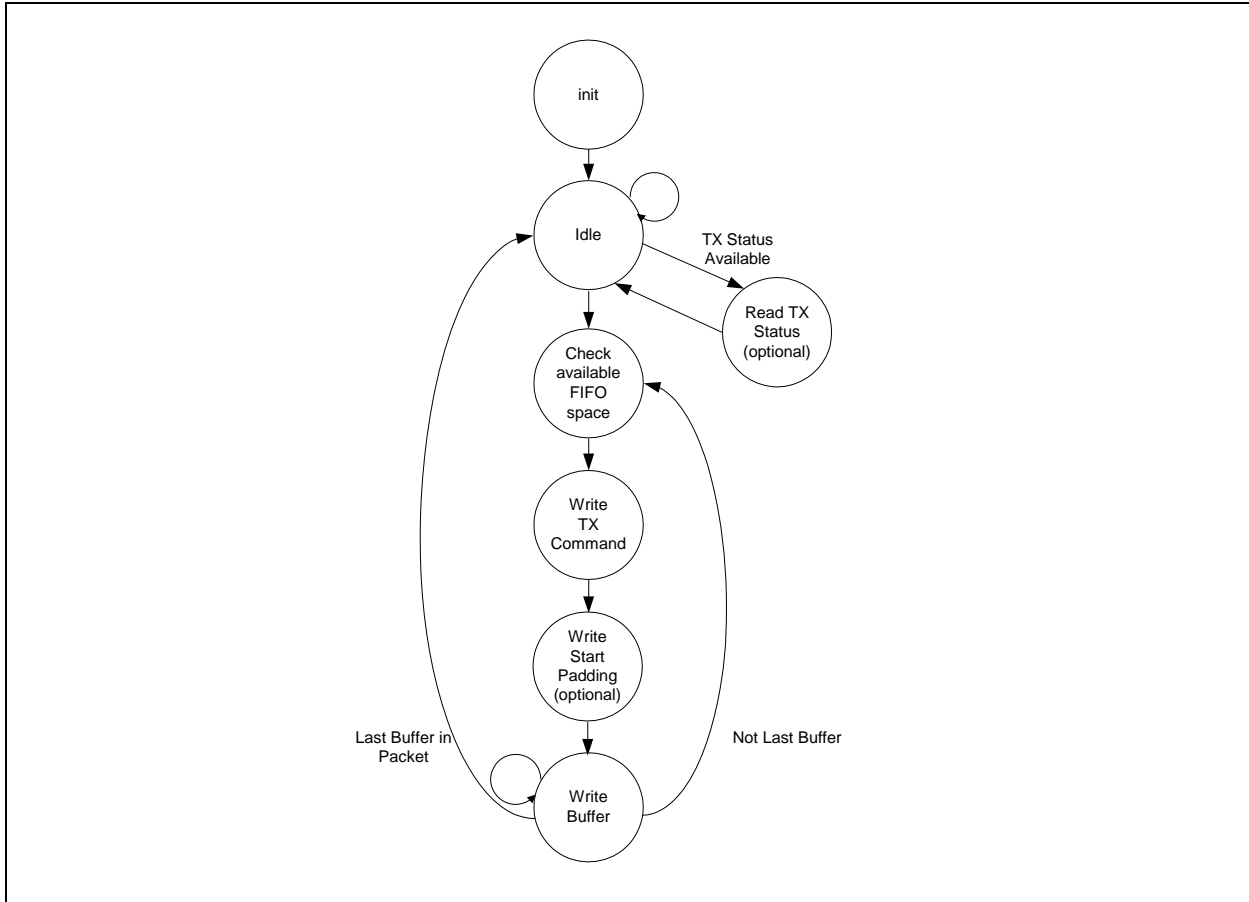 init
Idle
TX Status
Available
Read TX
Status
(optional)
Check
available
FIFO
space
Write
TX
Command
Write
Start
Padding
(optional)
Last Buffer in
Packet
Not Last Buffer
Write
Buffer